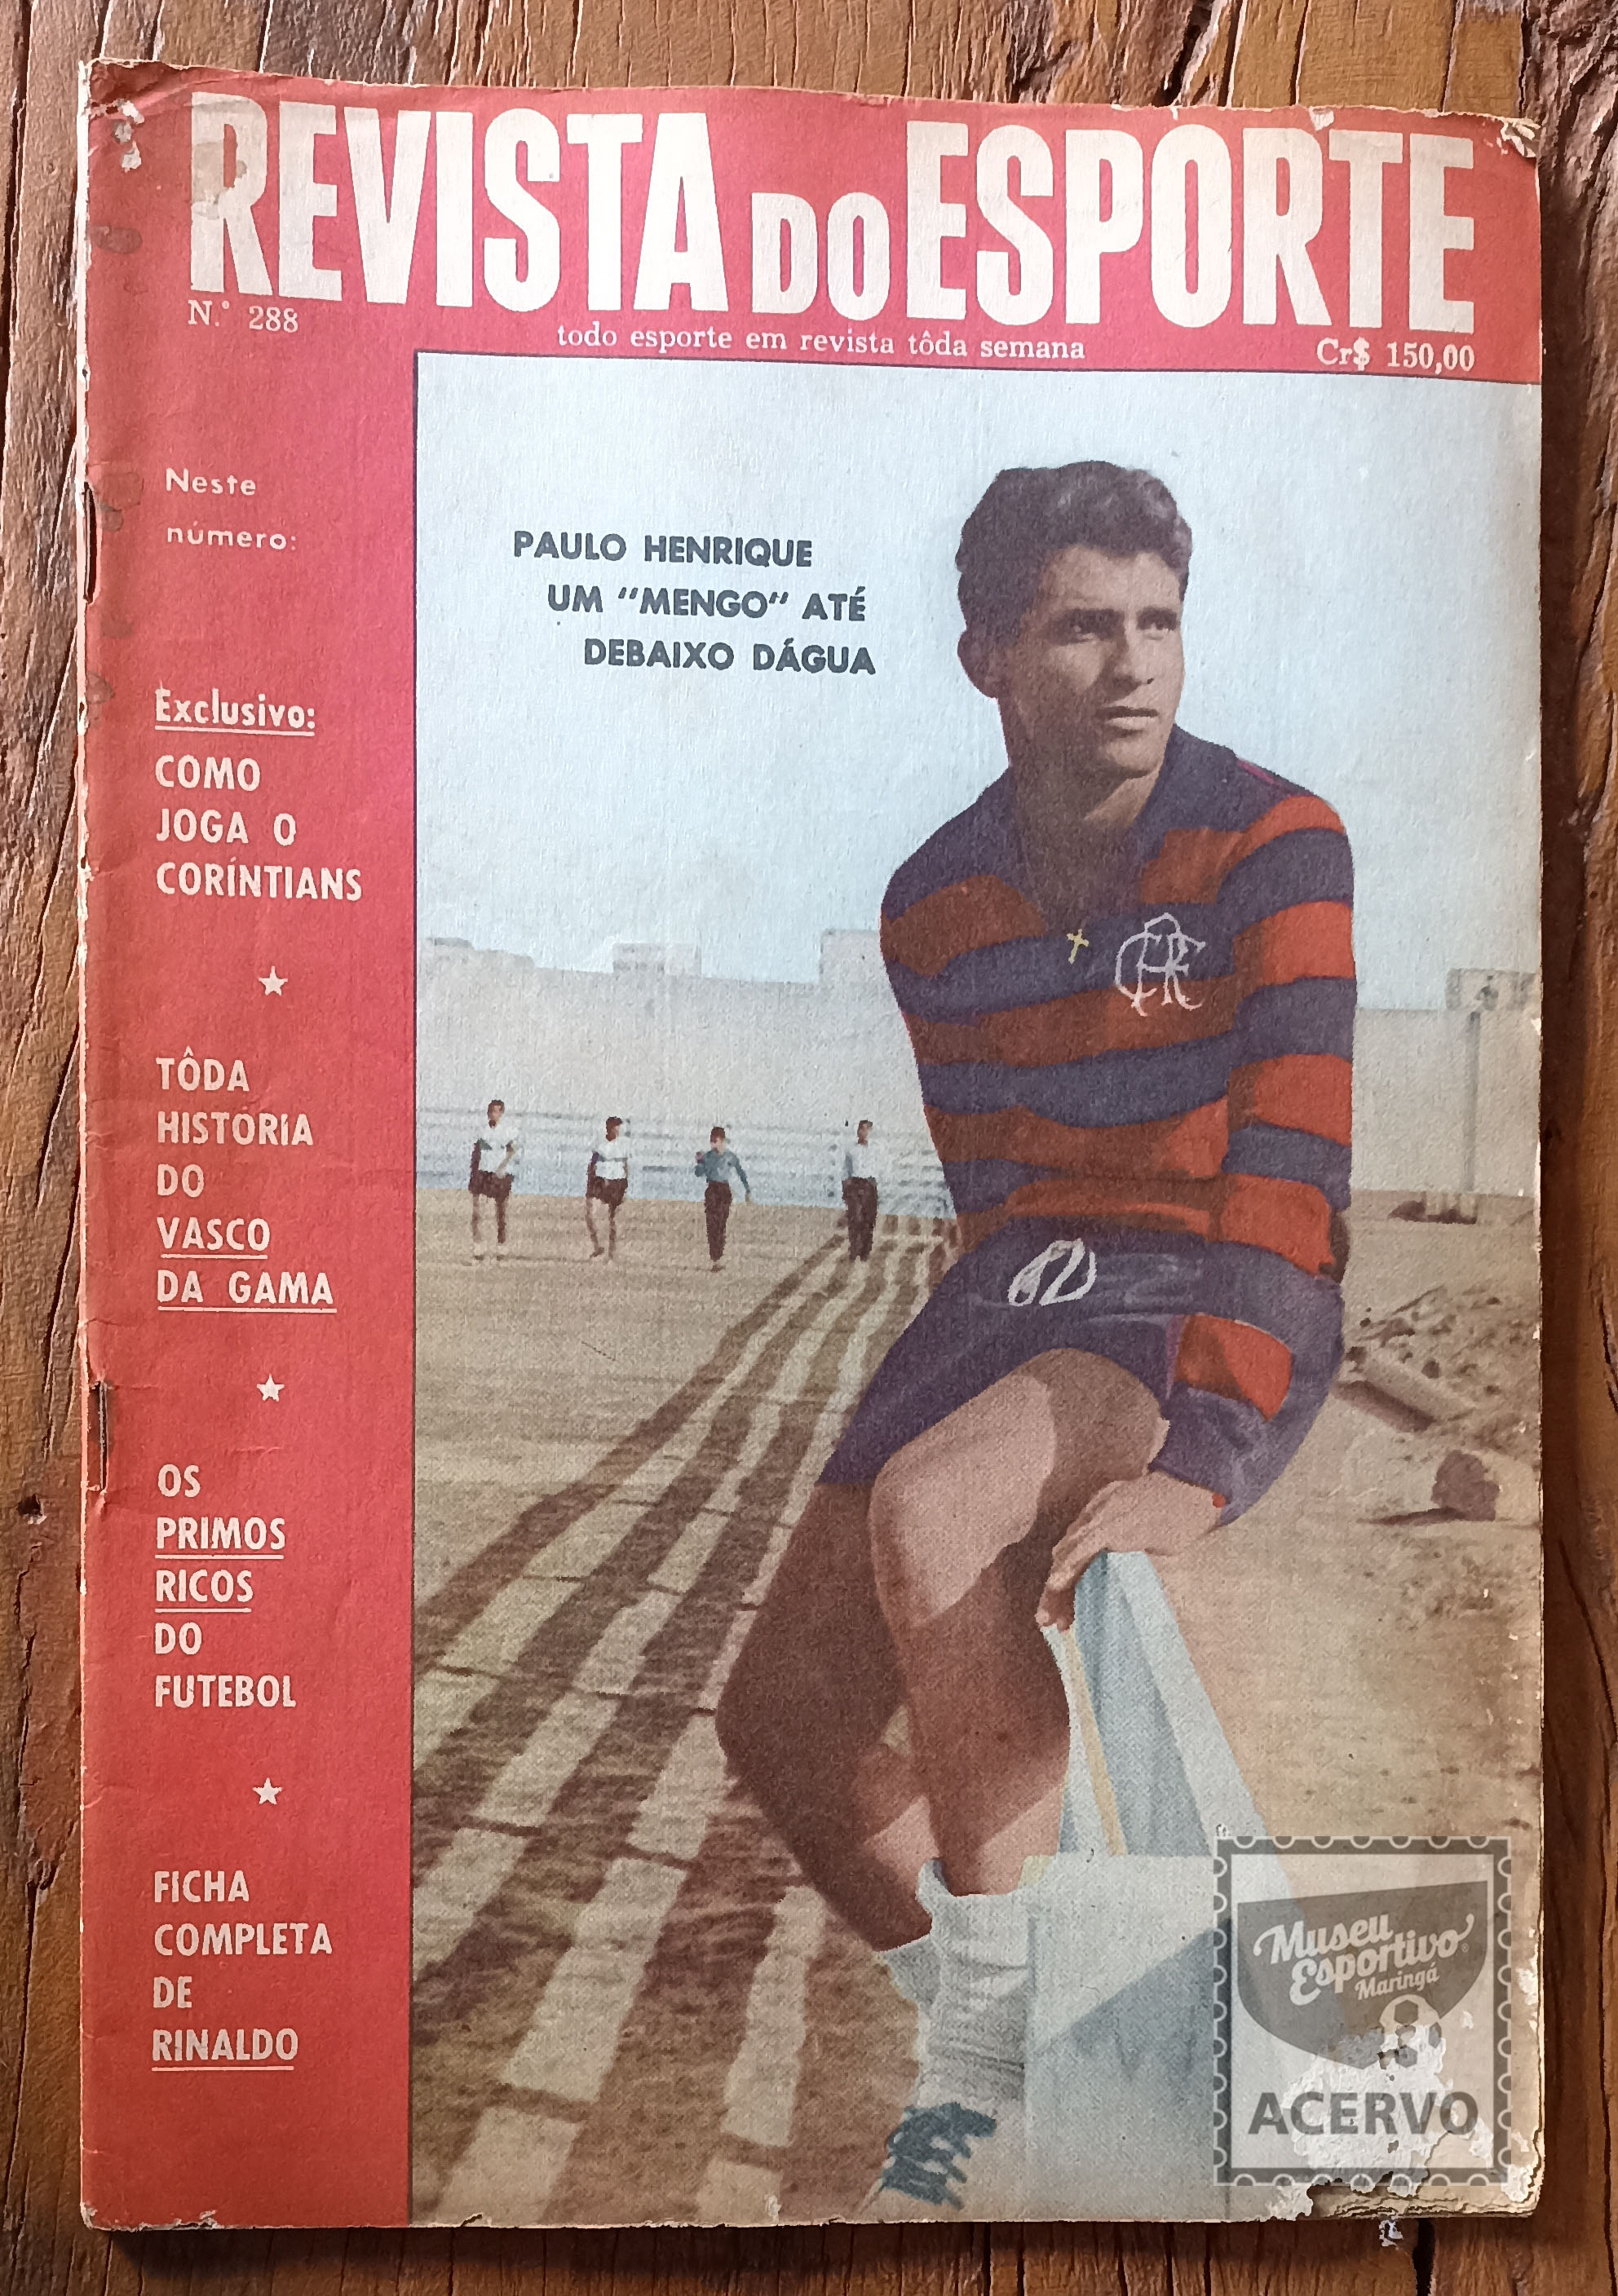 REVISTA DO ESPORTE
N.º 288
todo esporte em revista tôda semana
Cr$ 150,00
Neste
número:
PAULO HENRIQUE
UM "MENGO" ATÉ
DEBAIXO DÁGUA
Exclusivo:
COMO
JOGA O
CORÍNTIANS
TÔDA
HISTÓRIA
DO
VASCO
DA GAMA
OS
PRIMOS
RICOS
DO
FUTEBOL
FICHA
COMPLETA
DE
RINALDO
CRF
Museu
Esportivo®
Maringá
ACERVO